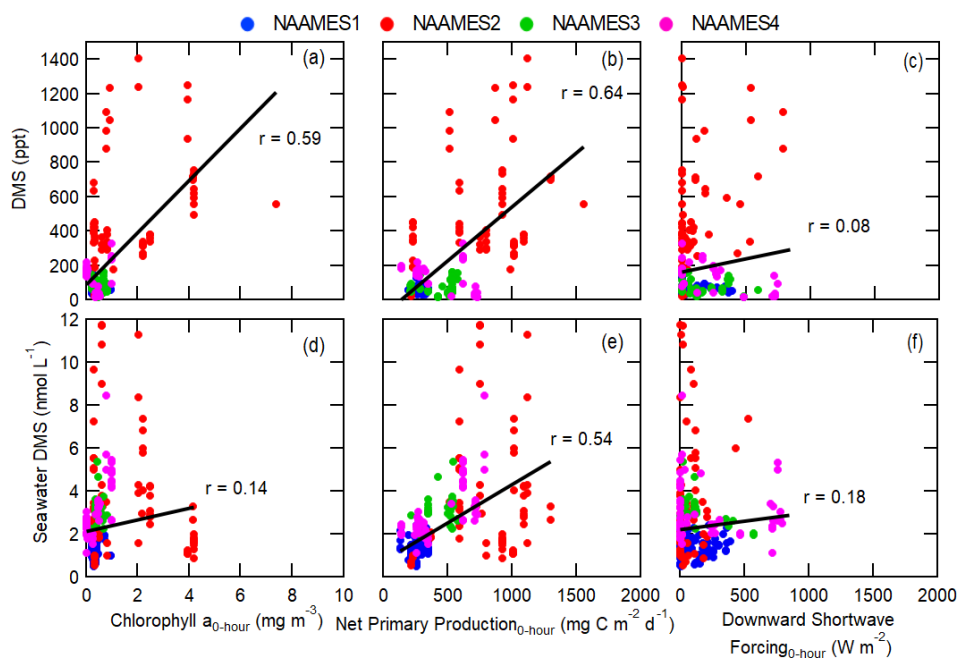 NAAMES1 NAAMES2 NAAMES3 NAAMES4
DMS (ppt)
1400
1200
1000
800
600
400
200
0
(a)
r = 0.59
(b)
r = 0.64
(c)
r = 0.08
Seawater DMS (nmol L⁻¹)
12
10
8
6
4
2
0
(d)
r = 0.14
(e)
r = 0.54
(f)
r = 0.18
0 2 4 6 8 10
Chlorophyll a0-hour (mg m⁻³)
0 500 1000 1500 2000
Net Primary Production0-hour (mg C m⁻² d⁻¹)
0 500 1000 1500 2000
Downward Shortwave
Forcing0-hour (W m⁻²)